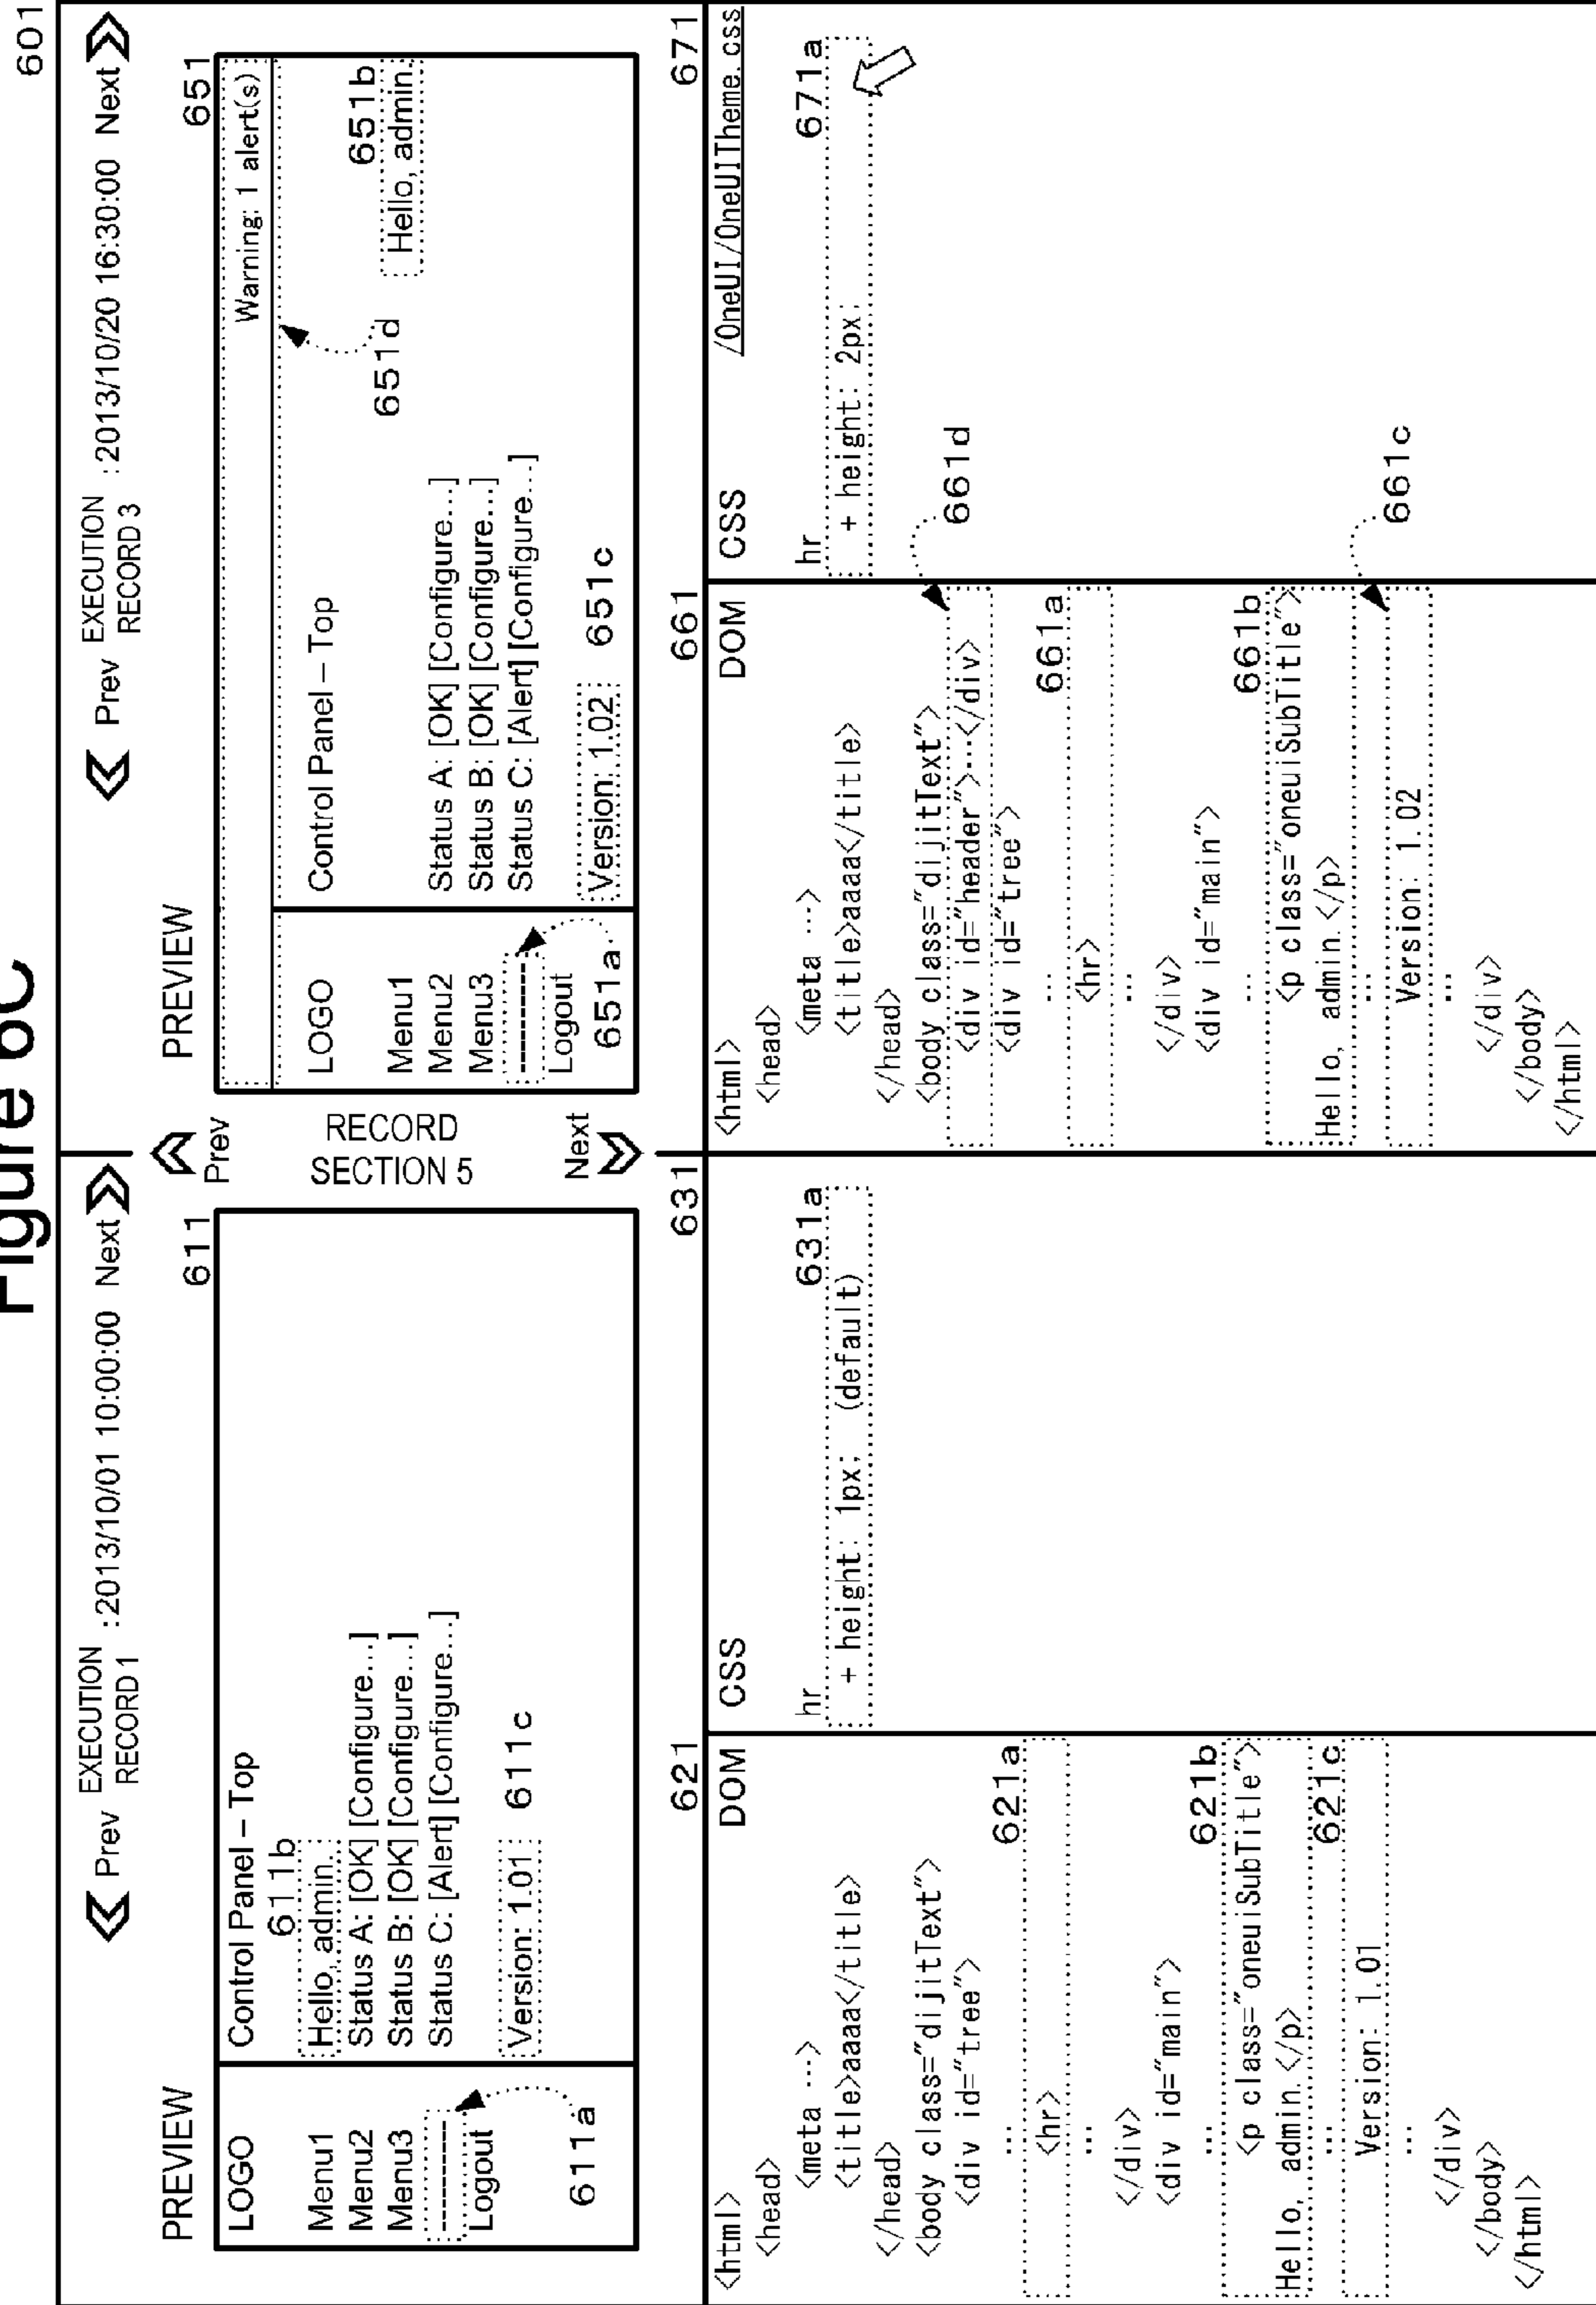 Figure 6C
601
Prev EXECUTION RECORD 1 :2013/10/01 10:00:00 Next
PREVIEW
611
LOGO
Menu1
Menu2
Menu3
----------
Logout
611a
Control Panel – Top
611b
Hello, admin.
Status A: [OK] [Configure...]
Status B: [OK] [Configure...]
Status C: [Alert] [Configure...]
Version: 1.01
611c
Prev
RECORD
SECTION 5
Next
Prev EXECUTION RECORD 3 :2013/10/20 16:30:00 Next
PREVIEW
651
Warning: 1 alert(s)
LOGO
Menu1
Menu2
Menu3
----------
Logout
651a
Control Panel – Top
651d
651b
Hello, admin.
Status A: [OK] [Configure...]
Status B: [OK] [Configure...]
Status C: [Alert] [Configure...]
Version: 1.02
651c
621
DOM
<html>
<head>
<meta ...>
<title>aaaa</title>
</head>
<body class="dijitText">
<div id="tree">
...
621a
<hr>
...
</div>
<div id="main">
...
621b
<p class="oneuiSubTitle">
Hello, admin.</p>
...
621c
Version: 1.01
...
</div>
</body>
</html>
631
CSS
hr
631a
+ height: 1px; (default)
661
DOM
<html>
<head>
<meta ...>
<title>aaaa</title>
</head>
<body class="dijitText">
<div id="header">...</div>
661d
<div id="tree">
...
661a
<hr>
...
</div>
<div id="main">
...
661b
<p class="oneuiSubTitle">
Hello, admin.</p>
...
Version: 1.02
661c
...
</div>
</body>
</html>
671
CSS
/OneUI/OneUITheme.css
hr
671a
+ height: 2px;